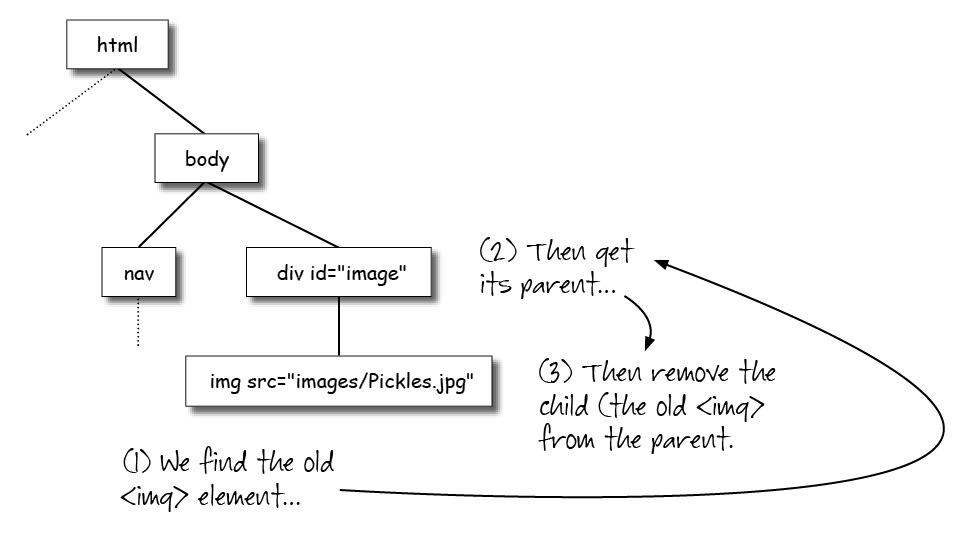 html
body
nav
div id="image"
img src="images/Pickles.jpg"
(1) We find the old
<img> element...
(2) Then get
its parent...
(3) Then remove the
child (the old <img>
from the parent.